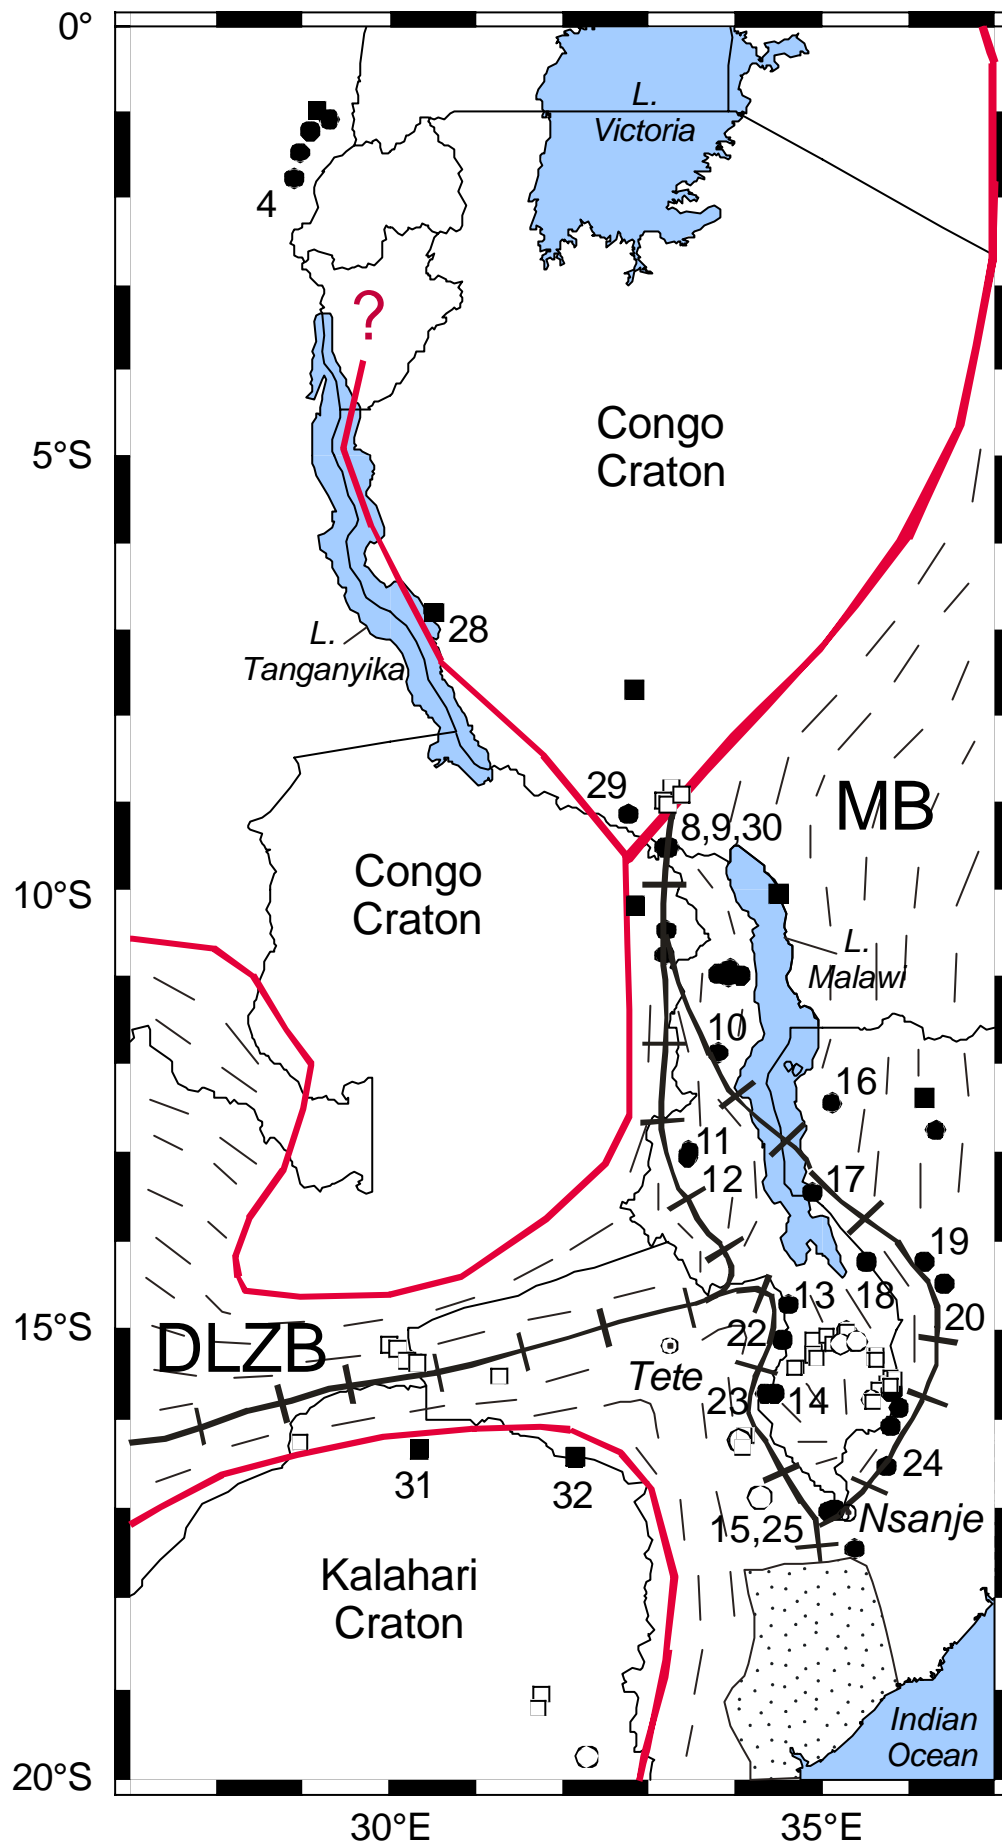 0°
L.
Victoria
4
?
Congo
Craton
5°S
L.
Tanganyika
28
29
8,9,30
MB
Congo
Craton
10°S
L.
Malawi
10
16
11
12
17
19
13
18
20
15°S
DLZB
22
Tete
23
14
31
32
24
15,25
Nsanje
Kalahari
Craton
Indian
Ocean
20°S
30°E
35°E